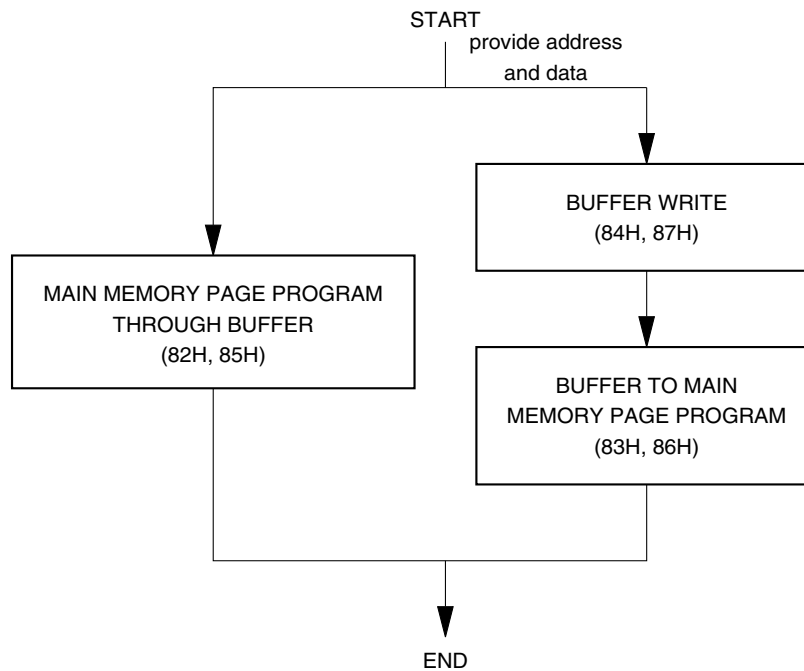 START
provide address
and data
BUFFER WRITE
(84H, 87H)
MAIN MEMORY PAGE PROGRAM
THROUGH BUFFER
(82H, 85H)
BUFFER TO MAIN
MEMORY PAGE PROGRAM
(83H, 86H)
END